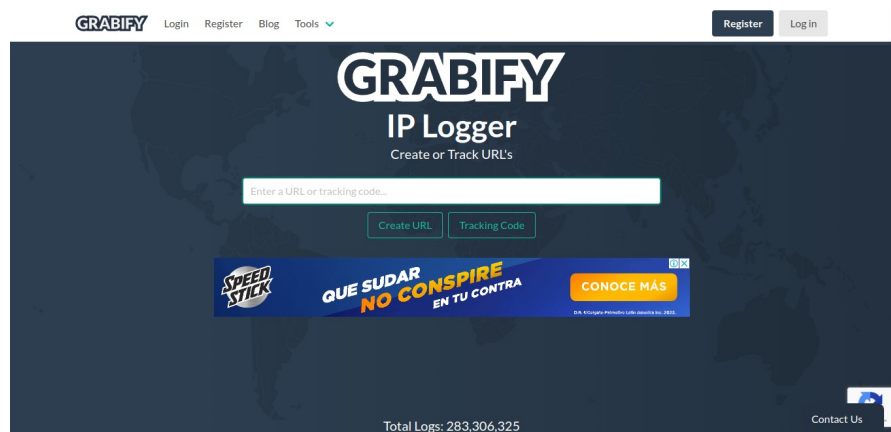 GRABIFY Login Register Blog Tools Register Log in
GRABIFY
IP Logger
Create or Track URL's
Enter a URL or tracking code...
Create URL Tracking Code
SPEED STICK
QUE SUDAR
NO CONSPIRE
EN TU CONTRA
CONOCE MÁS
Total Logs: 283,306,325
Contact Us